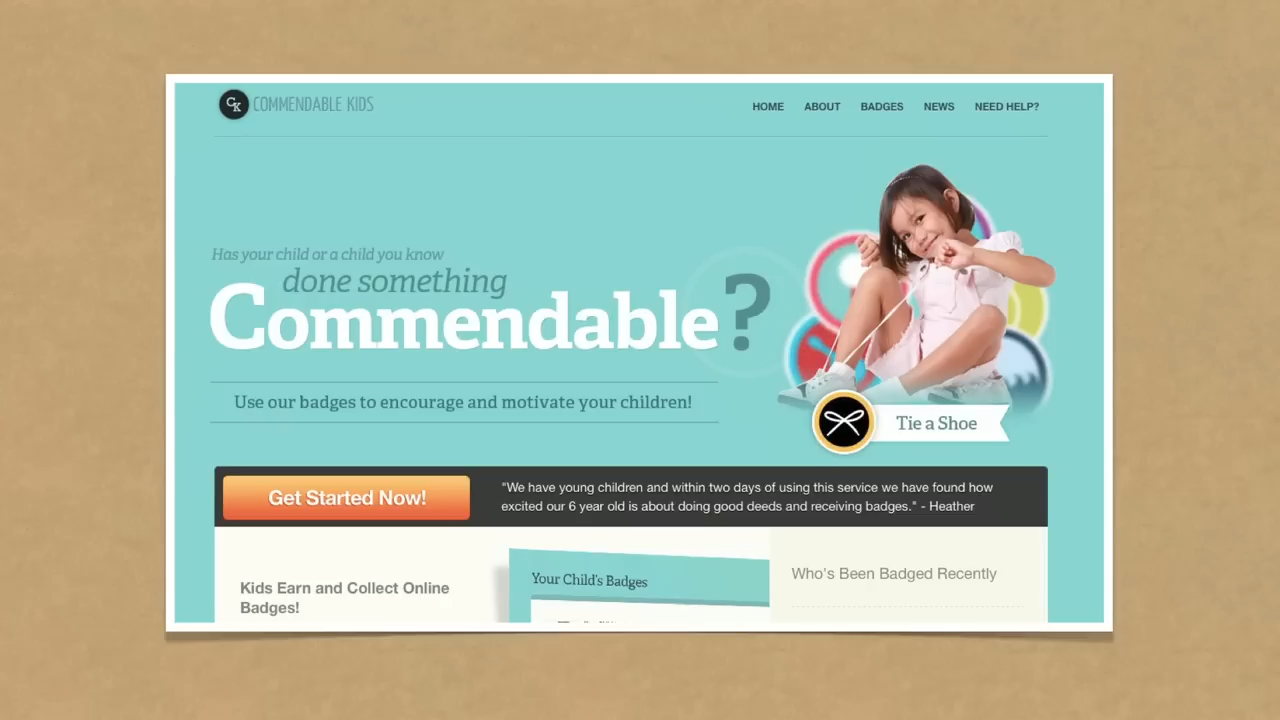 CK COMMENDABLE KIDS
HOME ABOUT BADGES NEWS NEED HELP?
Has your child or a child you know
done something
Commendable?
Use our badges to encourage and motivate your children!
Tie a Shoe
Get Started Now!
"We have young children and within two days of using this service we have found how
excited our 6 year old is about doing good deeds and receiving badges." - Heather
Kids Earn and Collect Online
Badges!
Your Child's Badges
Who's Been Badged Recently